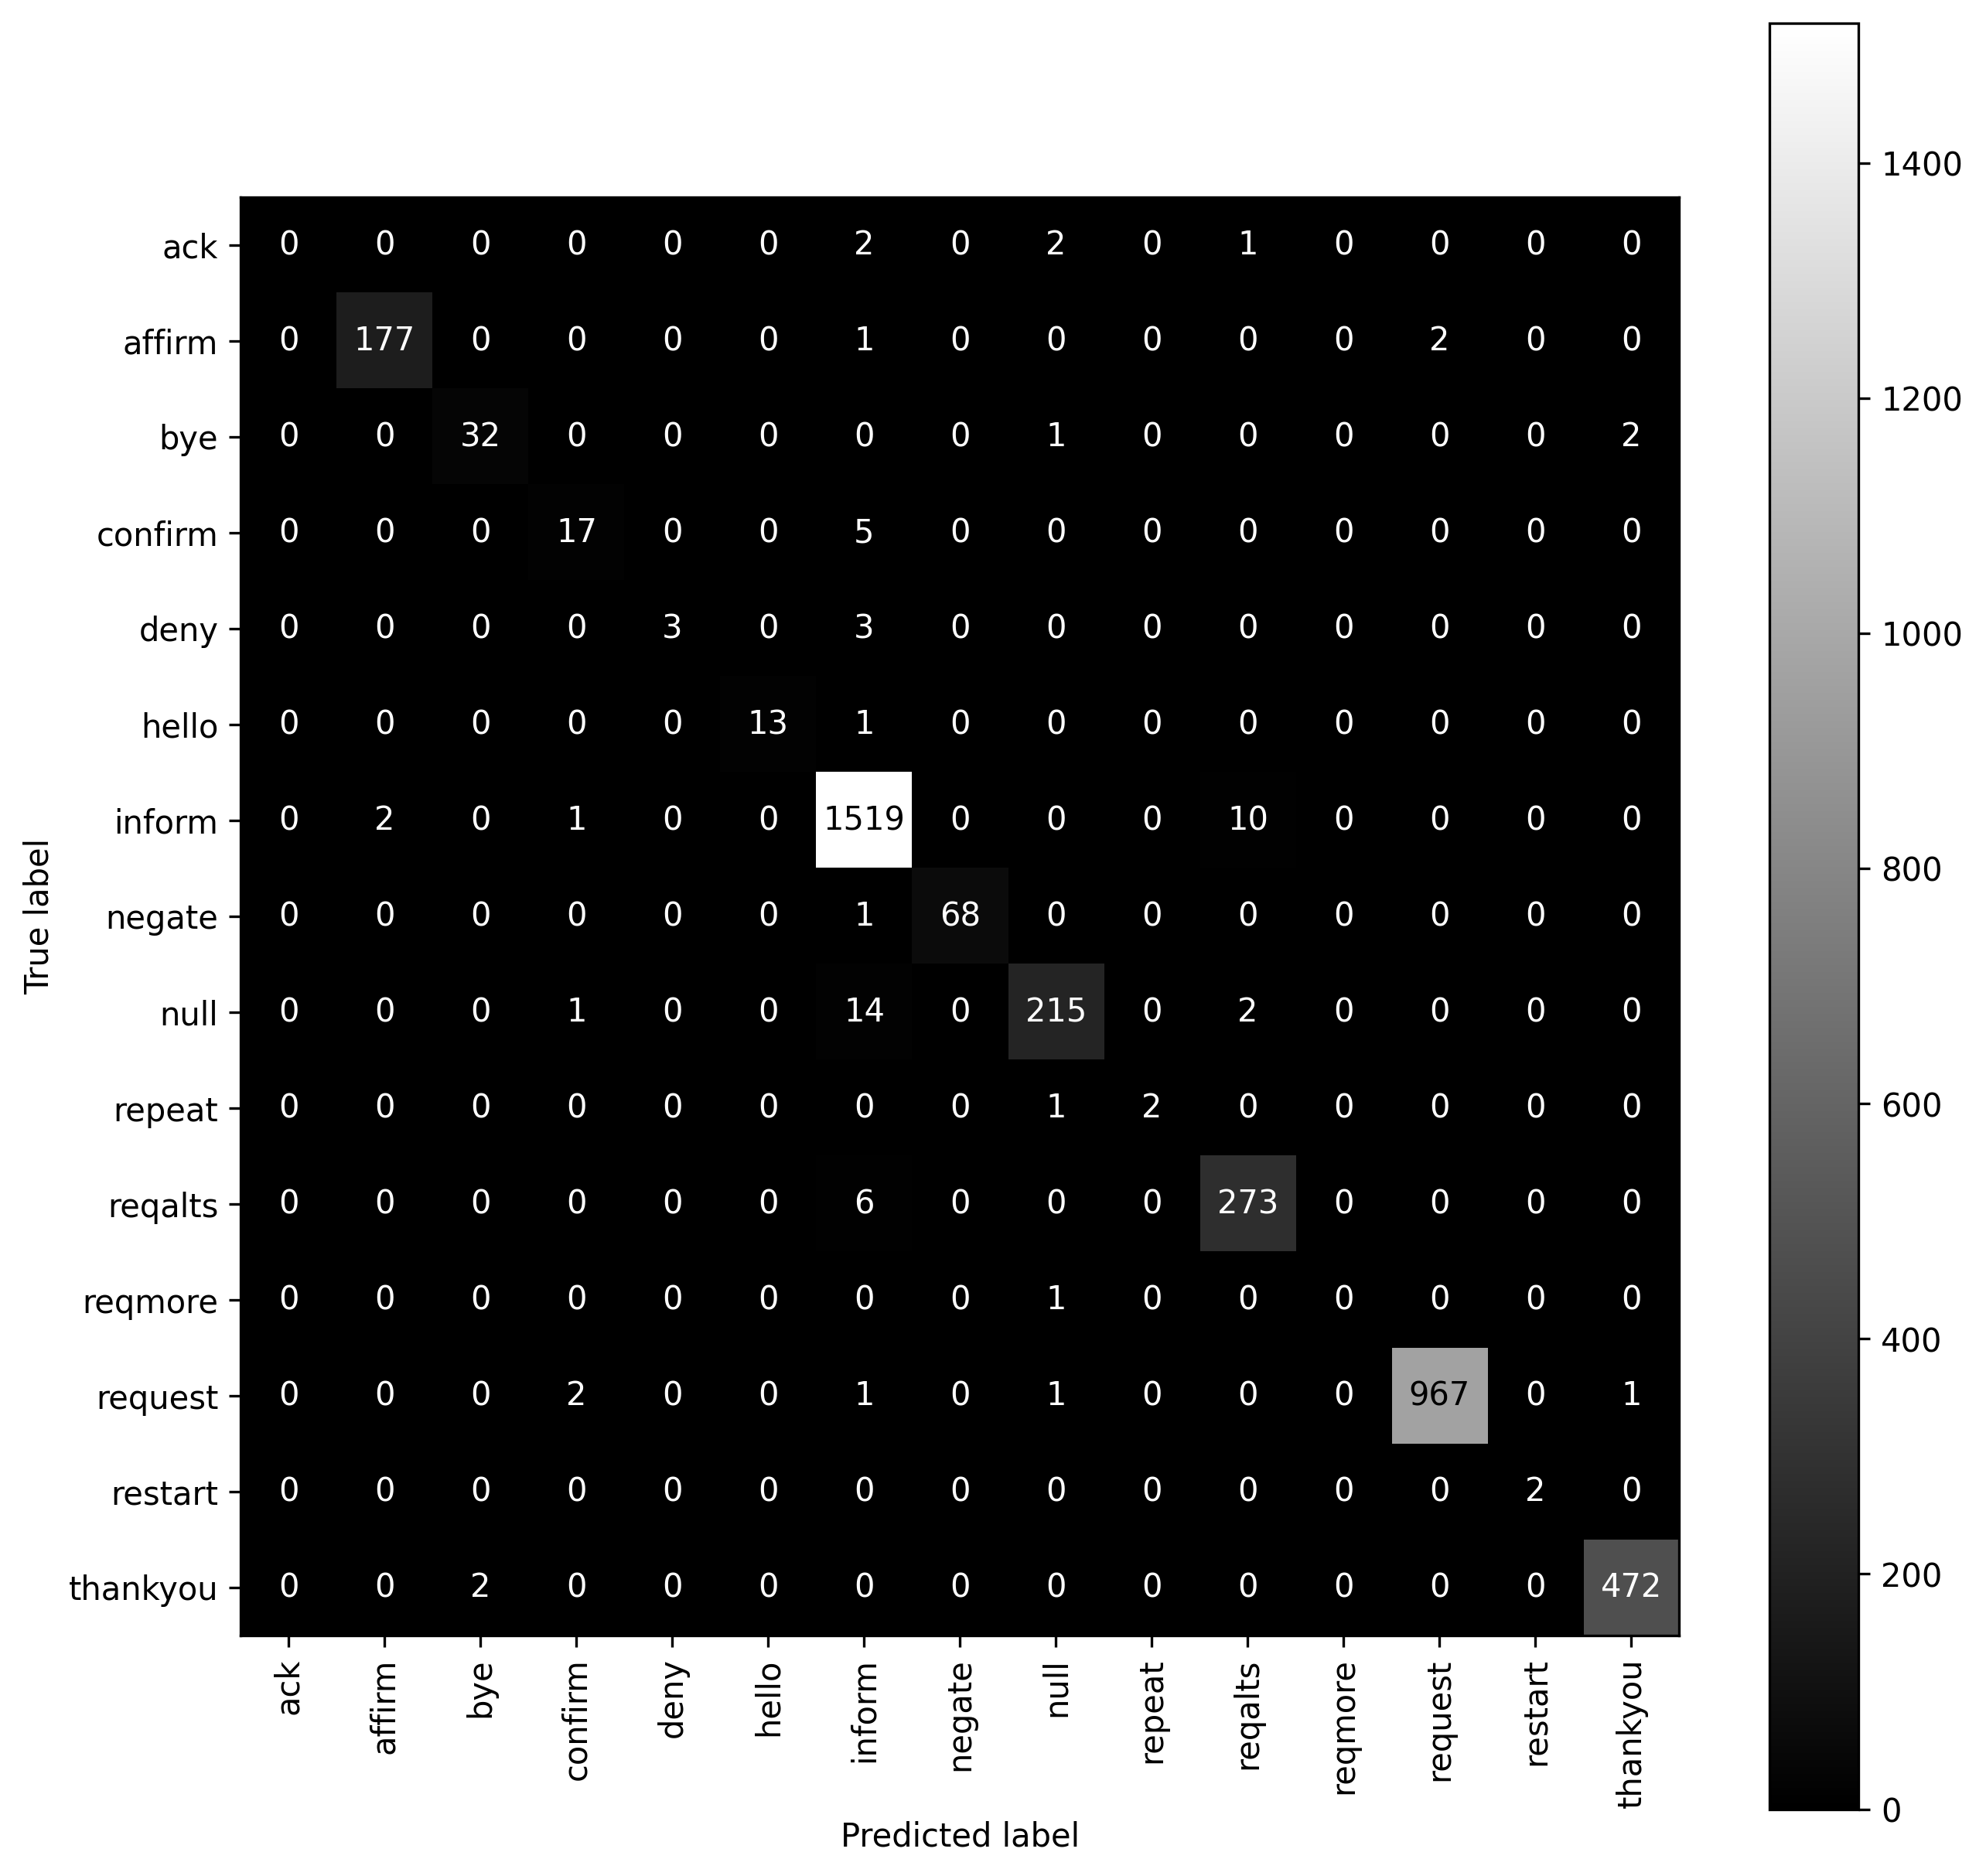 1400
ack 0 0 0 0 0 0 2 0 2 0 1 0 0 0 0
affirm 0 177 0 0 0 0 1 0 0 0 0 0 2 0 0
1200
bye 0 0 32 0 0 0 0 0 1 0 0 0 0 0 2
confirm 0 0 0 17 0 0 5 0 0 0 0 0 0 0 0
1000
deny 0 0 0 0 3 0 3 0 0 0 0 0 0 0 0
hello 0 0 0 0 0 13 1 0 0 0 0 0 0 0 0
inform 0 2 0 1 0 0 1519 0 0 0 10 0 0 0 0
800
negate 0 0 0 0 0 0 1 68 0 0 0 0 0 0 0
True label
null 0 0 0 1 0 0 14 0 215 0 2 0 0 0 0
600
repeat 0 0 0 0 0 0 0 0 1 2 0 0 0 0 0
reqalts 0 0 0 0 0 0 6 0 0 0 273 0 0 0 0
reqmore 0 0 0 0 0 0 0 0 1 0 0 0 0 0 0
400
request 0 0 0 2 0 0 1 0 1 0 0 0 967 0 1
restart 0 0 0 0 0 0 0 0 0 0 0 0 0 2 0
200
thankyou 0 0 2 0 0 0 0 0 0 0 0 0 0 0 472
0
ack affirm bye confirm deny hello inform negate null repeat reqalts reqmore request restart thankyou
Predicted label